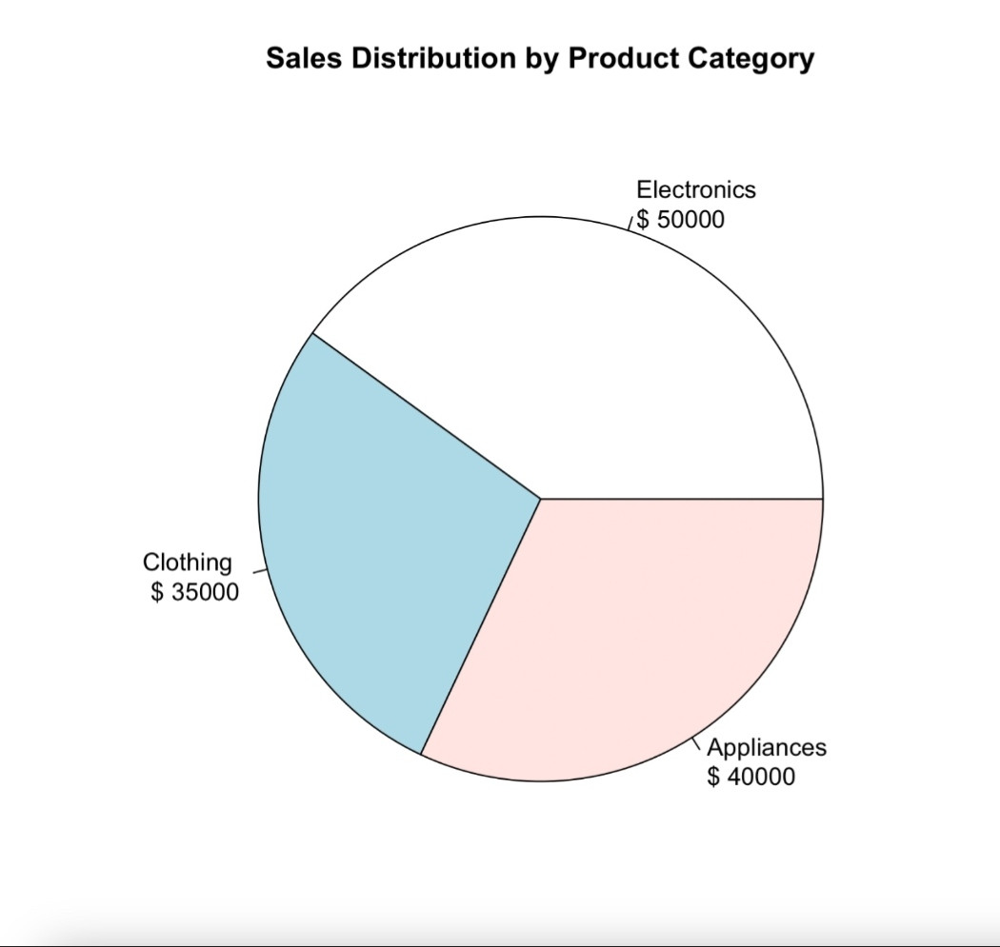 Sales Distribution by Product Category
Electronics
$ 50000
Clothing
$ 35000
Appliances
$ 40000